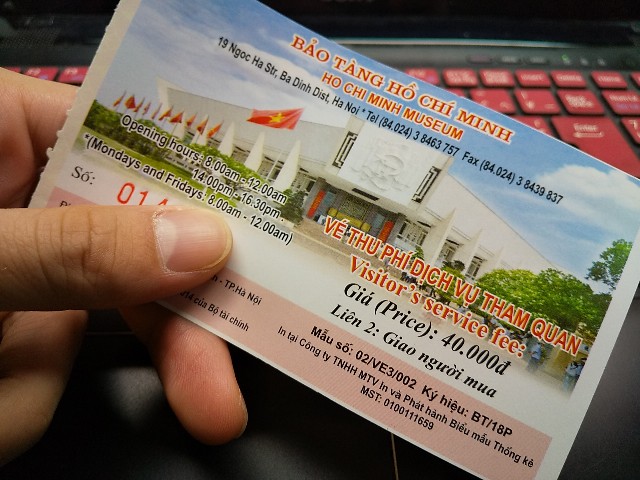 BẢO TÀNG HỒ CHÍ MINH
HO CHI MINH MUSEUM
19 Ngoc Ha Str, Ba Dinh Dist, Ha Noi * Tel (84,024) 3 8463 757 Fax (84,024) 3 8439 837
Opening hours: 8.00am -12.00am
14.00pm - 16.30pm
*(Mondays and Fridays: 8.00am - 12.00am)
Số: 014
VÉ THU PHÍ DỊCH VỤ THAM QUAN
Visitor's service fee:
Giá (Price): 40.000đ
Liên 2: Giao người mua
- TP.Hà Nội
của Bộ tài chính
Mẫu số: 02/VE3/002 Ký hiệu: BT/18P
In tại Công ty TNHH MTV In và Phát hành Biểu mẫu Thống kê
MST: 0100111659